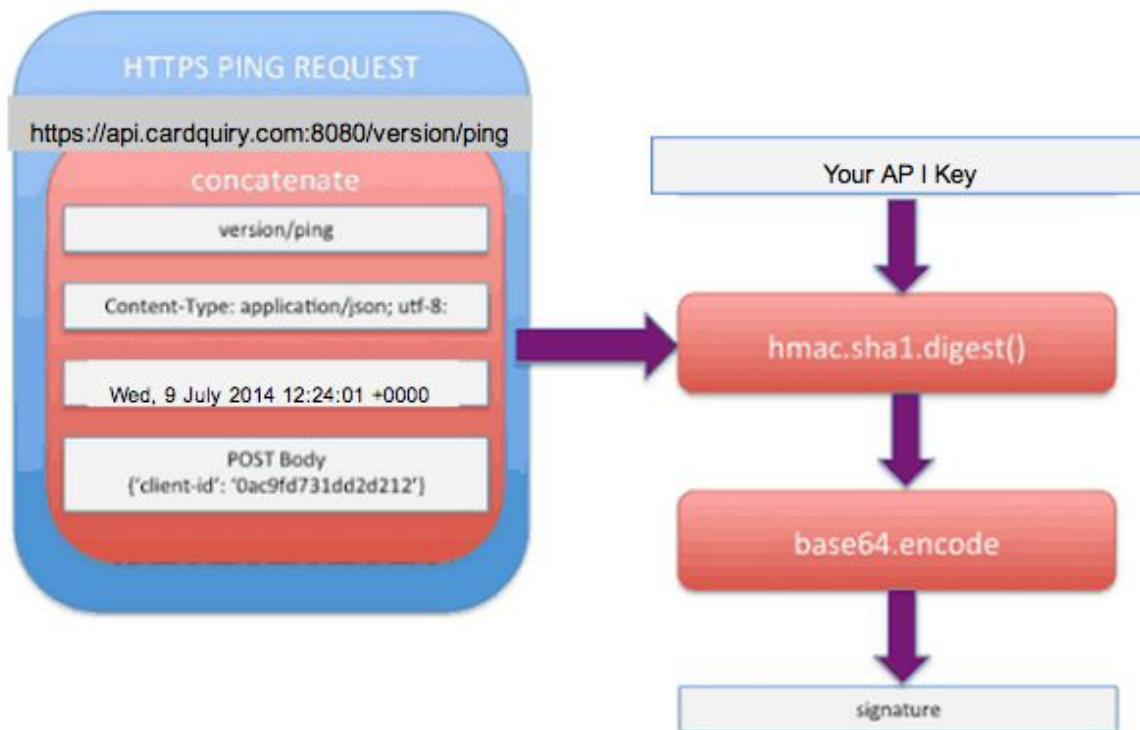 HTTPS PING REQUEST
https://api.cardquiry.com:8080/version/ping
concatenate
version/ping
Content-Type: application/json; utf-8:
Wed, 9 July 2014 12:24:01 +0000
POST Body
{'client-id': '0ac9fd731dd2d212'}
Your AP I Key
hmac.sha1.digest()
base64.encode
signature